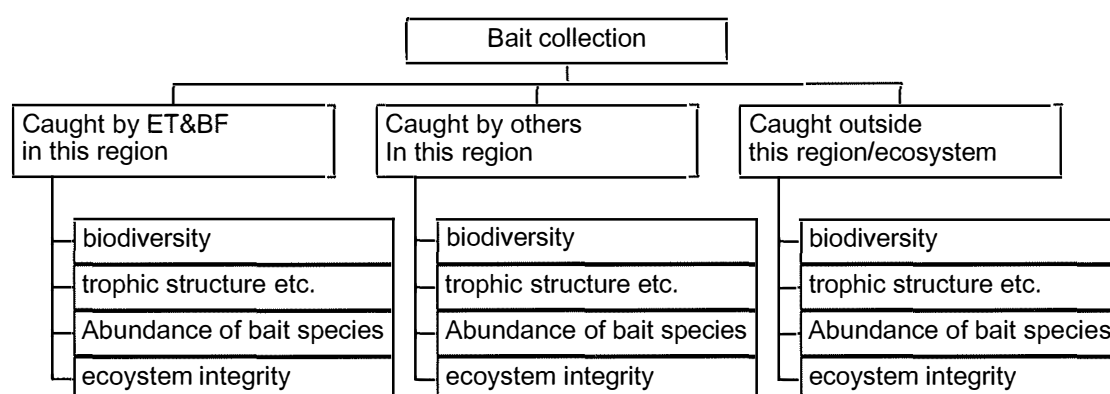 Bait collection
Caught by ET&BF
in this region
Caught by others
In this region
Caught outside
this region/ecosystem
biodiversity
trophic structure etc.
Abundance of bait species
ecoystem integrity
biodiversity
trophic structure etc.
Abundance of bait species
ecoystem integrity
biodiversity
trophic structure etc.
Abundance of bait species
ecoystem integrity